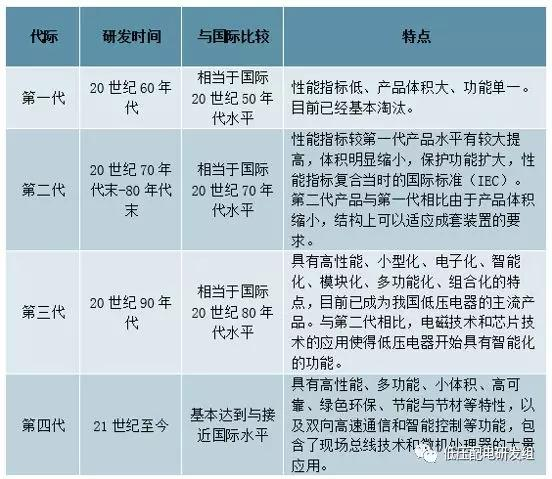 代际 研发时间 与国际比较 特点
第一代
20 世纪 60 年
代
相当于国际
20 世纪 50 年
代水平
性能指标低、产品体积大、功能单一。
目前已经基本淘汰。
第二代
20 世纪 70 年
代末-80 年代
末
相当于国际
20 世纪 70 年
代水平
性能指标较第一代产品水平有较大提
高，体积明显缩小，保护功能扩大，性
能指标复合当时的国际标准（IEC）。
第二代产品与第一代相比由于产品体积
缩小，结构上可以适应成套装置的要
求。
第三代
20 世纪 90 年
代
相当于国际
20 世纪 80 年
代水平
具有高性能、小型化、电子化、智能
化、模块化、多功能化、组合化的特
点，目前已成为我国低压电器的主流产
品。与第二代相比，电磁技术和芯片技
术的应用使得低压电器开始具有智能化
的功能。
第四代
21 世纪至今
基本达到与接
近国际水平
具有高性能、多功能、小体积、高可
靠、绿色环保、节能与节材等特性，以
及双向高速通信和智能控制等功能，包
含了现场总线技术和微机处理器的大量
应用。
低压配电研发组